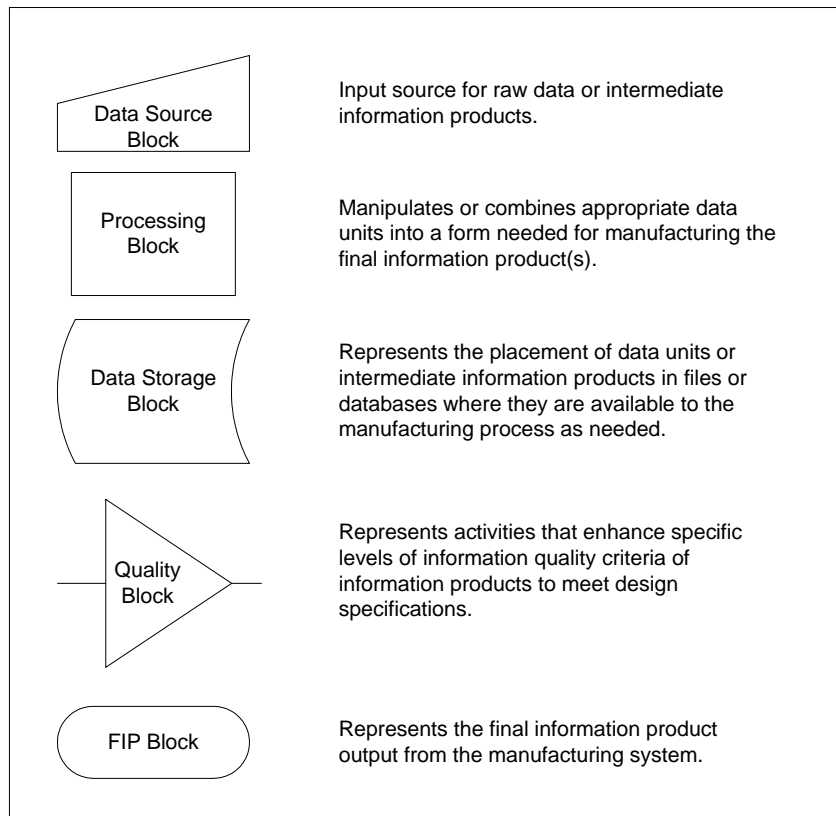 Data Source
Block
Input source for raw data or intermediate
information products.
Processing
Block
Manipulates or combines appropriate data
units into a form needed for manufacturing the
final information product(s).
Data Storage
Block
Represents the placement of data units or
intermediate information products in files or
databases where they are available to the
manufacturing process as needed.
Quality
Block
Represents activities that enhance specific
levels of information quality criteria of
information products to meet design
specifications.
FIP Block
Represents the final information product
output from the manufacturing system.